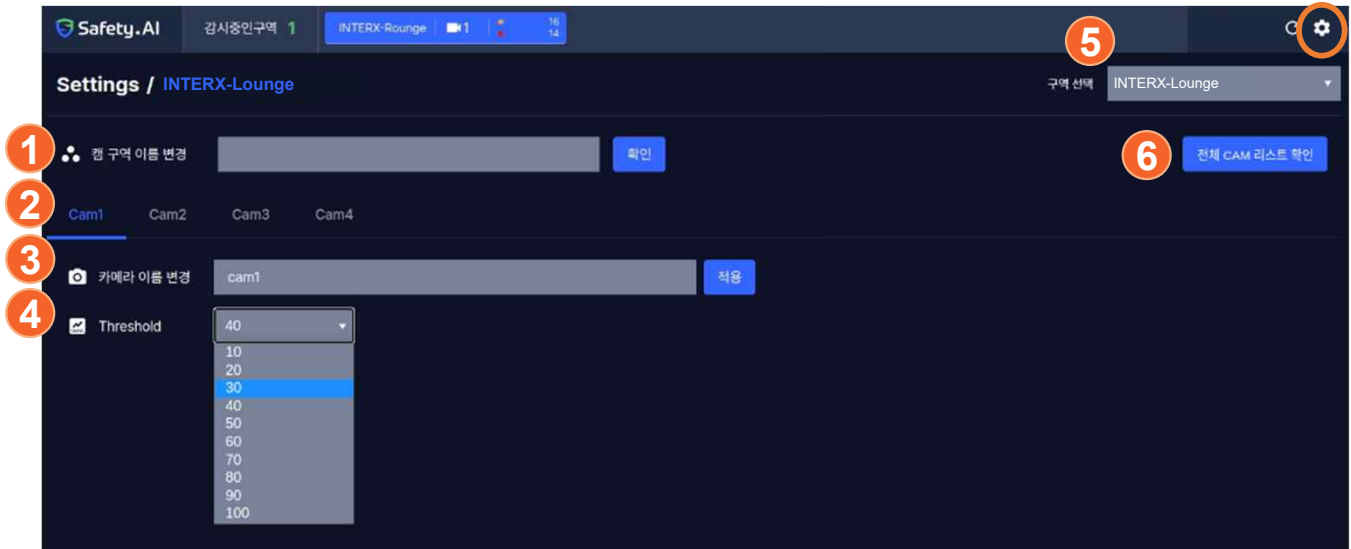 Safety.AI 감시중인구역 1 INTERX-Rounge 1 16
14
5
Settings / INTERX-Lounge 구역 선택 INTERX-Lounge
1 캠 구역 이름 변경 확인 6 전체 CAM 리스트 확인
2 Cam1 Cam2 Cam3 Cam4
3 카메라 이름 변경 cam1 적용
4 Threshold 40
10
20
30
40
50
60
70
80
90
100